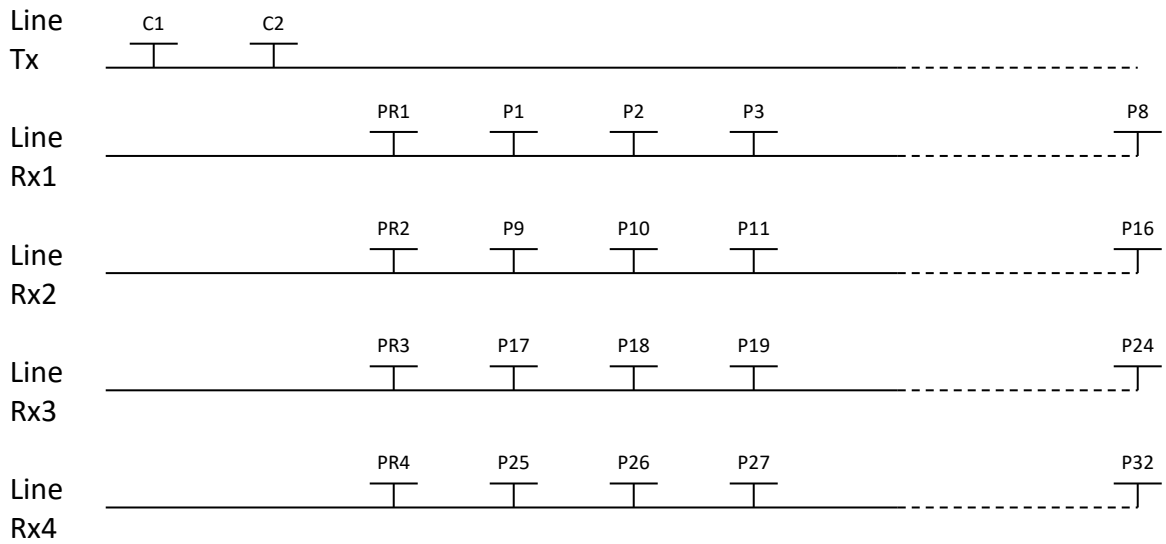 Line
Tx
C1 C2
Line
Rx1
PR1 P1 P2 P3 P8
Line
Rx2
PR2 P9 P10 P11 P16
Line
Rx3
PR3 P17 P18 P19 P24
Line
Rx4
PR4 P25 P26 P27 P32